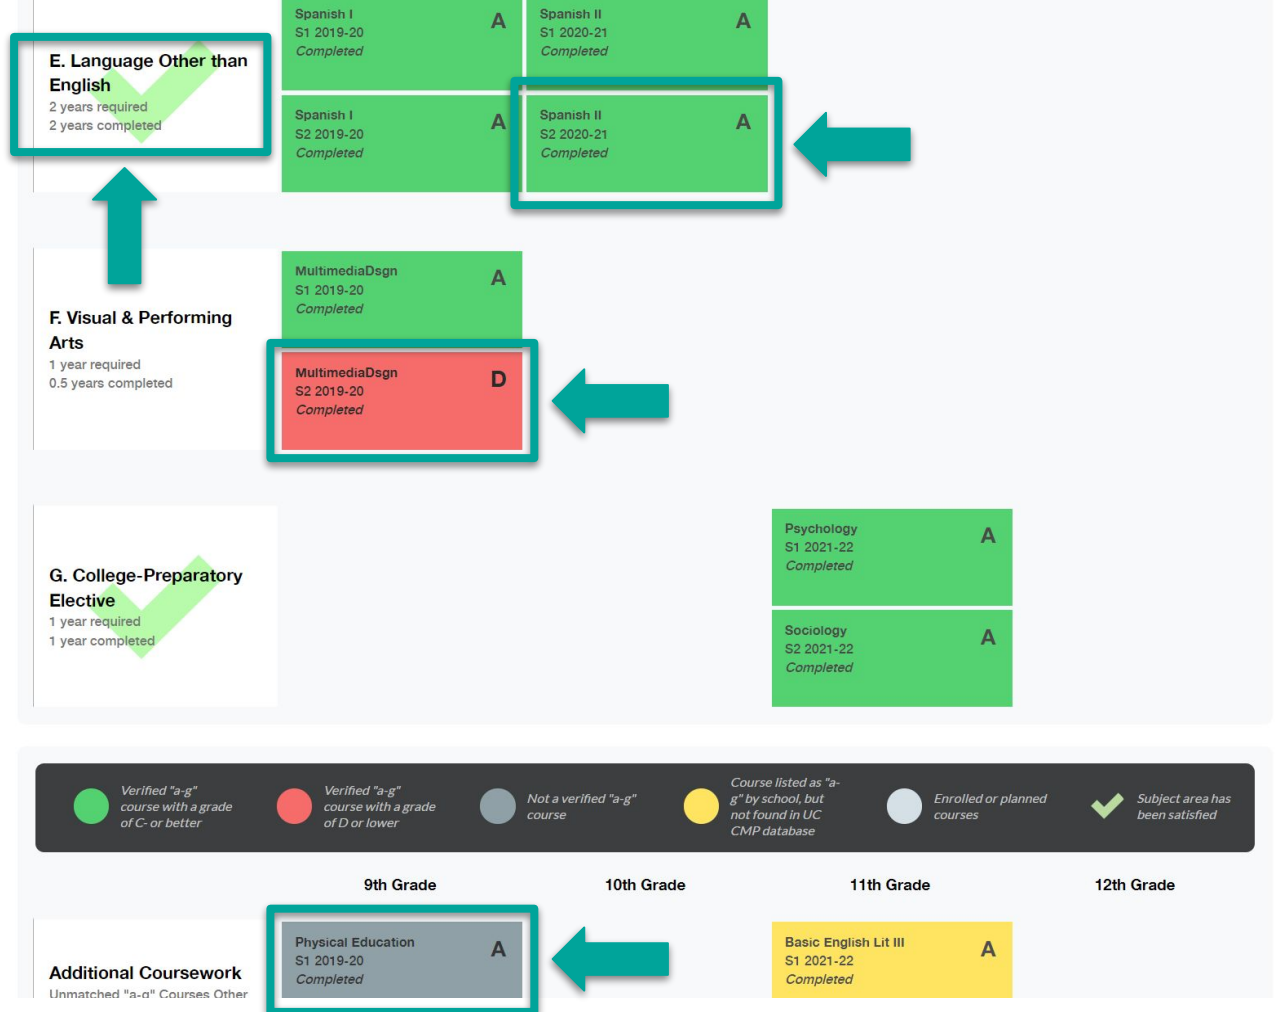 Spanish I
S1 2019-20
Completed
A
Spanish II
S1 2020-21
Completed
A
E. Language Other than
English
2 years required
2 years completed
Spanish I
S2 2019-20
Completed
A
Spanish II
S2 2020-21
Completed
A
F. Visual & Performing
Arts
1 year required
0.5 years completed
MultimediaDsgn
S1 2019-20
Completed
A
MultimediaDsgn
S2 2019-20
Completed
D
G. College-Preparatory
Elective
1 year required
1 year completed
Psychology
S1 2021-22
Completed
A
Sociology
S2 2021-22
Completed
A
Verified "a-g"
course with a grade
of C- or better
Verified "a-g"
course with a grade
of D or lower
Not a verified "a-g"
course
Course listed as "a-
g" by school, but
not found in UC
CMP database
Enrolled or planned
courses
Subject area has
been satisfied
9th Grade
10th Grade
11th Grade
12th Grade
Additional Coursework
Unmatched "a-g" Courses Other
Physical Education
S1 2019-20
Completed
A
Basic English Lit III
S1 2021-22
Completed
A